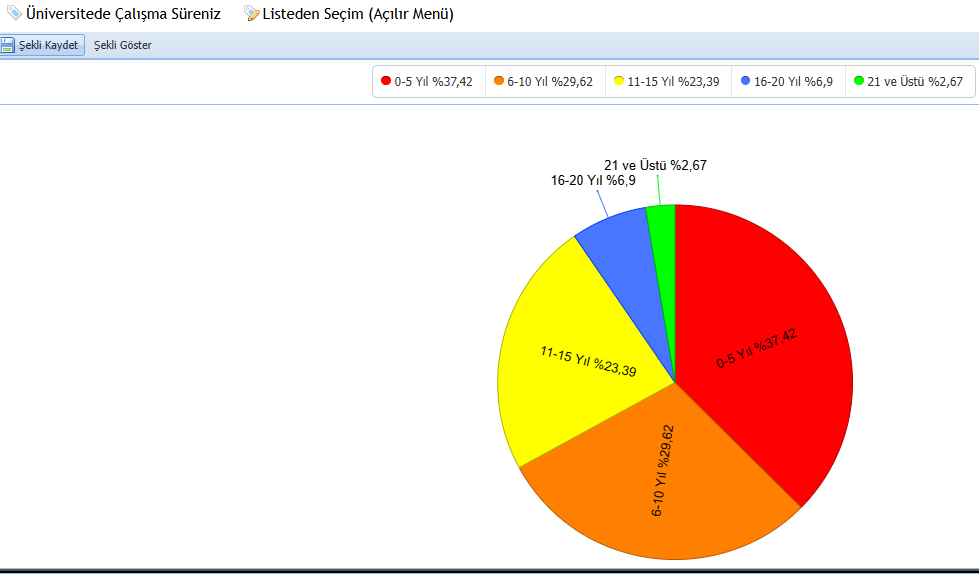 Üniversitede Çalışma Süreniz Listeden Seçim (Açılır Menü)
Şekli Kaydet Şekli Göster
0-5 Yıl %37,42 6-10 Yıl %29,62 11-15 Yıl %23,39 16-20 Yıl %6,9 21 ve Üstü %2,67
21 ve Üstü %2,67
16-20 Yıl %6,9
0-5 Yıl %37,42
11-15 Yıl %23,39
6-10 Yıl %29,62